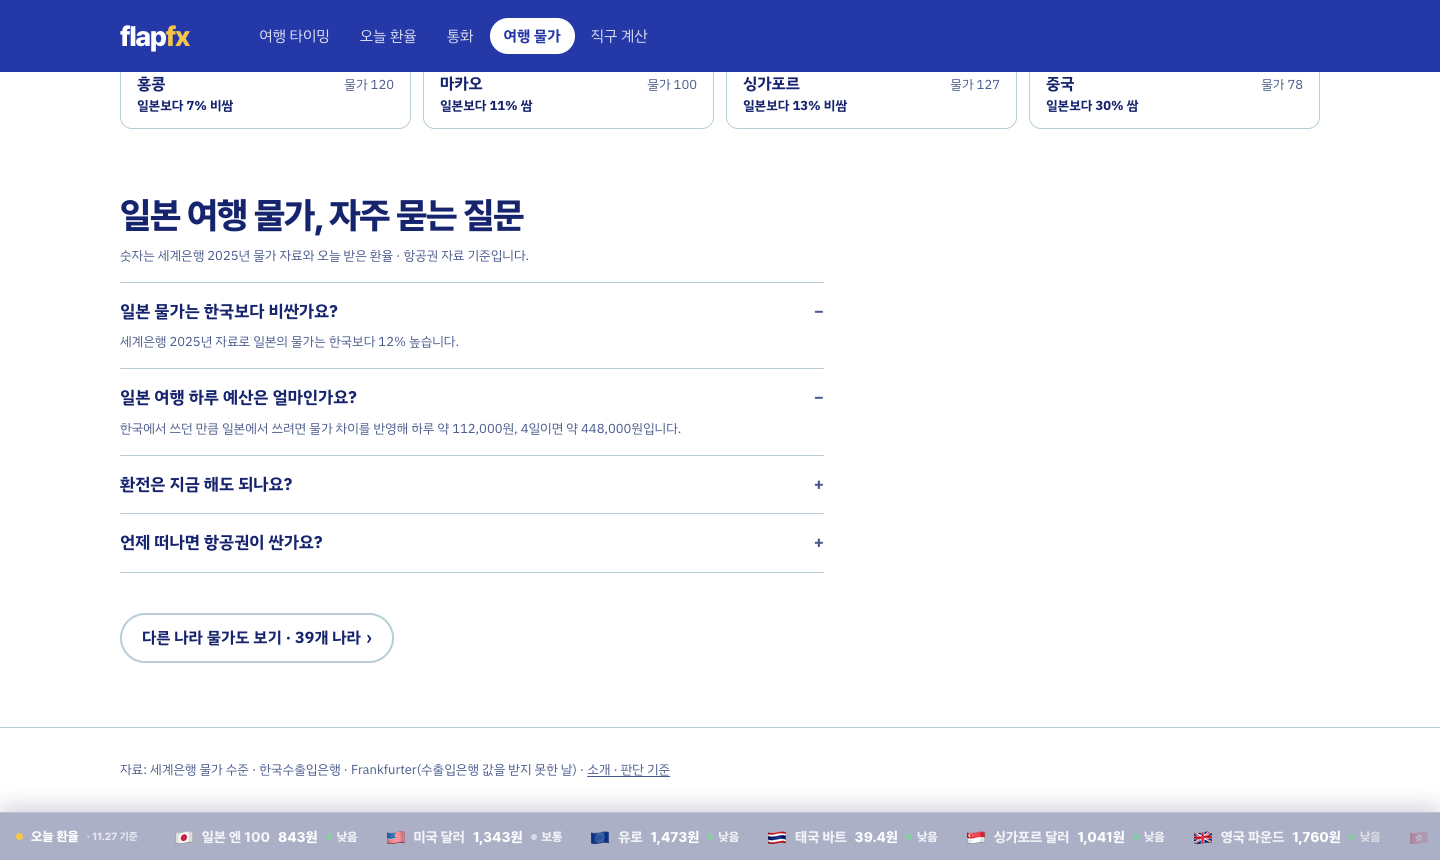 flapfx 여행 타이밍 오늘 환율 통화 여행 물가 직구 계산
홍콩 물가 120 마카오 물가 100 싱가포르 물가 127 중국 물가 78
일본보다 7% 비쌈 일본보다 11% 쌈 일본보다 13% 비쌈 일본보다 30% 쌈
일본 여행 물가, 자주 묻는 질문
숫자는 세계은행 2025년 물가 자료와 오늘 받은 환율 · 항공권 자료 기준입니다.
일본 물가는 한국보다 비싼가요? −
세계은행 2025년 자료로 일본의 물가는 한국보다 12% 높습니다.
일본 여행 하루 예산은 얼마인가요? −
한국에서 쓰던 만큼 일본에서 쓰려면 물가 차이를 반영해 하루 약 112,000원, 4일이면 약 448,000원입니다.
환전은 지금 해도 되나요? +
언제 떠나면 항공권이 싼가요? +
다른 나라 물가도 보기 · 39개 나라 ›
자료: 세계은행 물가 수준 · 한국수출입은행 · Frankfurter(수출입은행 값을 받지 못한 날) · 소개 · 판단 기준
오늘 환율 · 11.27 기준 일본 엔 100 843원 낮음 미국 달러 1,343원 보통 유로 1,473원 낮음 태국 바트 39.4원 낮음 싱가포르 달러 1,041원 낮음 영국 파운드 1,760원 낮음